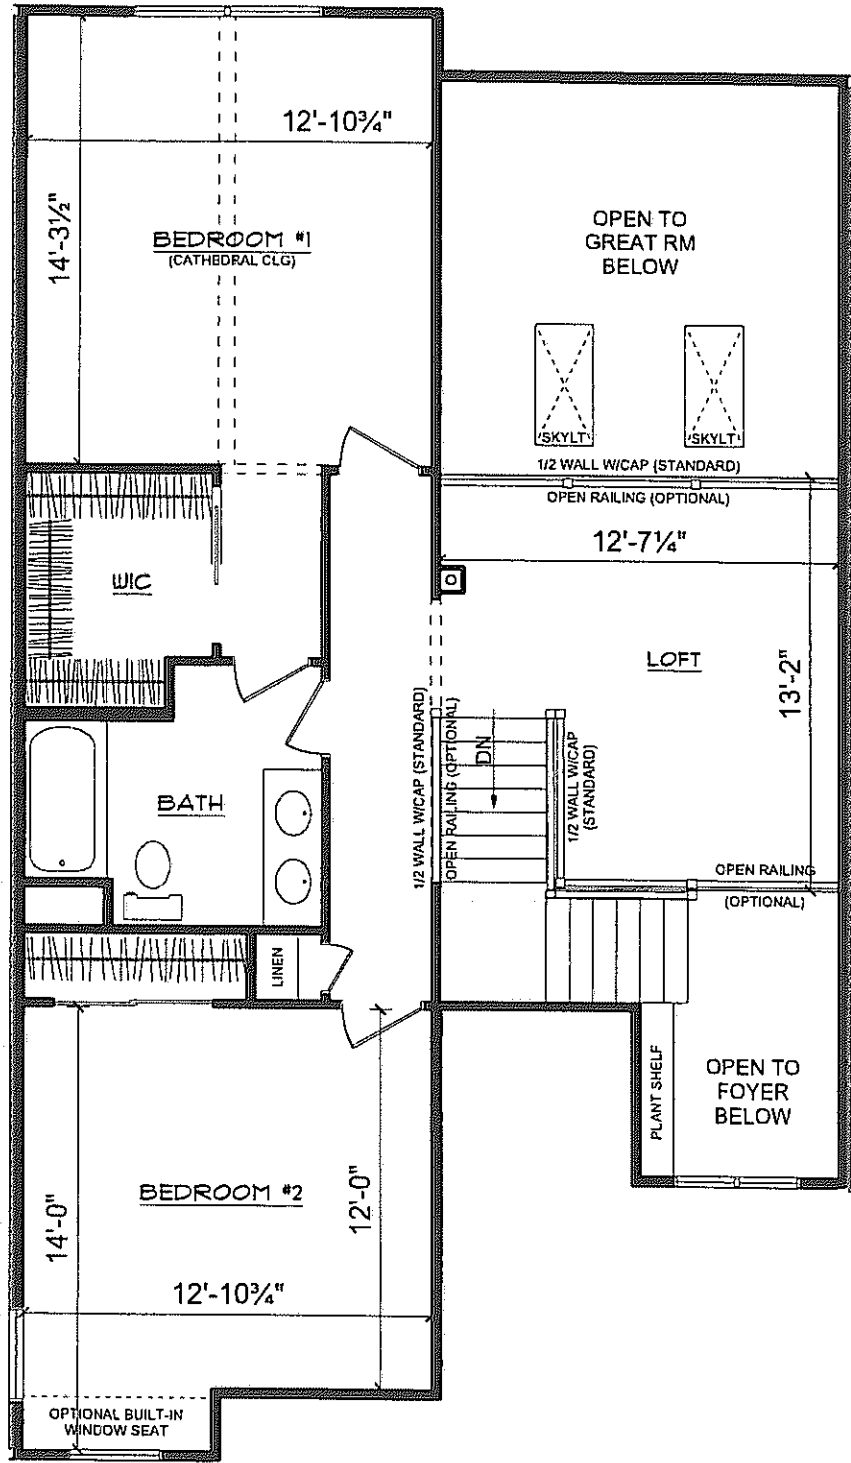 12'-10¾"
14'-3½"
BEDROOM #1
(CATHEDRAL CLG)
OPEN TO
GREAT RM
BELOW
SKYLT
SKYLT
1/2 WALL W/CAP (STANDARD)
OPEN RAILING (OPTIONAL)
12'-7¼"
WIC
LOFT
13'-2"
1/2 WALL W/CAP (STANDARD)
OPEN RAILING (OPTIONAL)
DN
1/2 WALL W/CAP
(STANDARD)
BATH
OPEN RAILING
(OPTIONAL)
LINEN
PLANT SHELF
OPEN TO
FOYER
BELOW
BEDROOM #2
14'-0"
12'-0"
12'-10¾"
OPTIONAL BUILT-IN
WINDOW SEAT